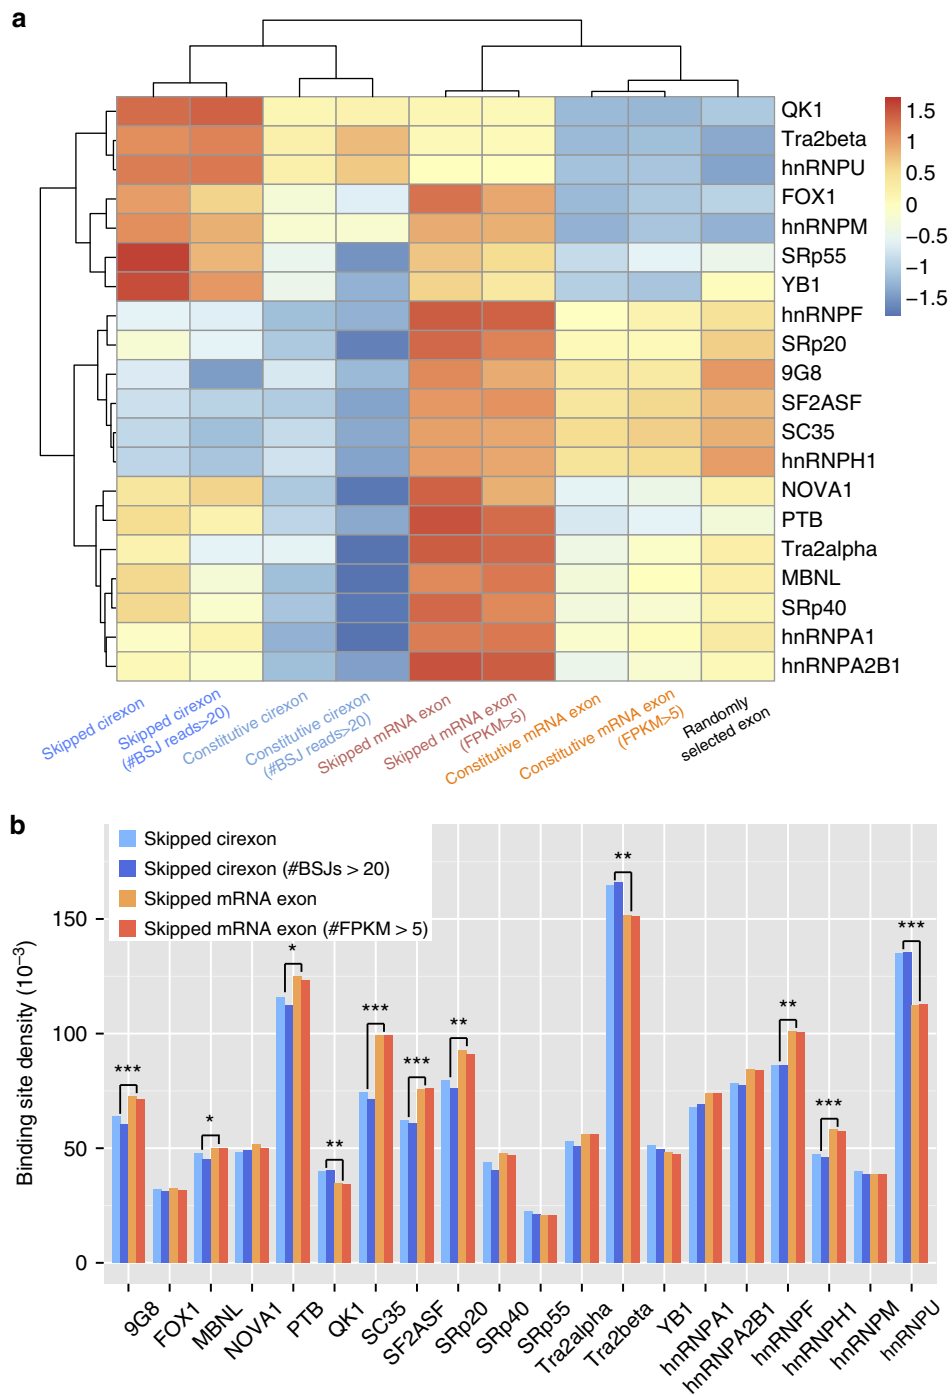 a
QK1
Tra2beta
hnRNPU
FOX1
hnRNPM
SRp55
YB1
hnRNPF
SRp20
9G8
SF2ASF
SC35
hnRNPH1
NOVA1
PTB
Tra2alpha
MBNL
SRp40
hnRNPA1
hnRNPA2B1
1.5
1
0.5
0
−0.5
−1
−1.5
Skipped cirexon
Skipped cirexon
(#BSJ reads>20)
Constitutive cirexon
Constitutive cirexon
(#BSJ reads>20)
Skipped mRNA exon
Skipped mRNA exon
(FPKM>5)
Constitutive mRNA exon
Constitutive mRNA exon
(FPKM>5)
Randomly
selected exon
b
Skipped cirexon
Skipped cirexon (#BSJs > 20)
Skipped mRNA exon
Skipped mRNA exon (#FPKM > 5)
Binding site density (10⁻³)
150
100
50
0
***
*
*
**
***
***
**
**
**
***
***
9G8
FOX1
MBNL
NOVA1
PTB
QK1
SC35
SF2ASF
SRp20
SRp40
SRp55
Tra2alpha
Tra2beta
YB1
hnRNPA1
hnRNPA2B1
hnRNPF
hnRNPH1
hnRNPM
hnRNPU